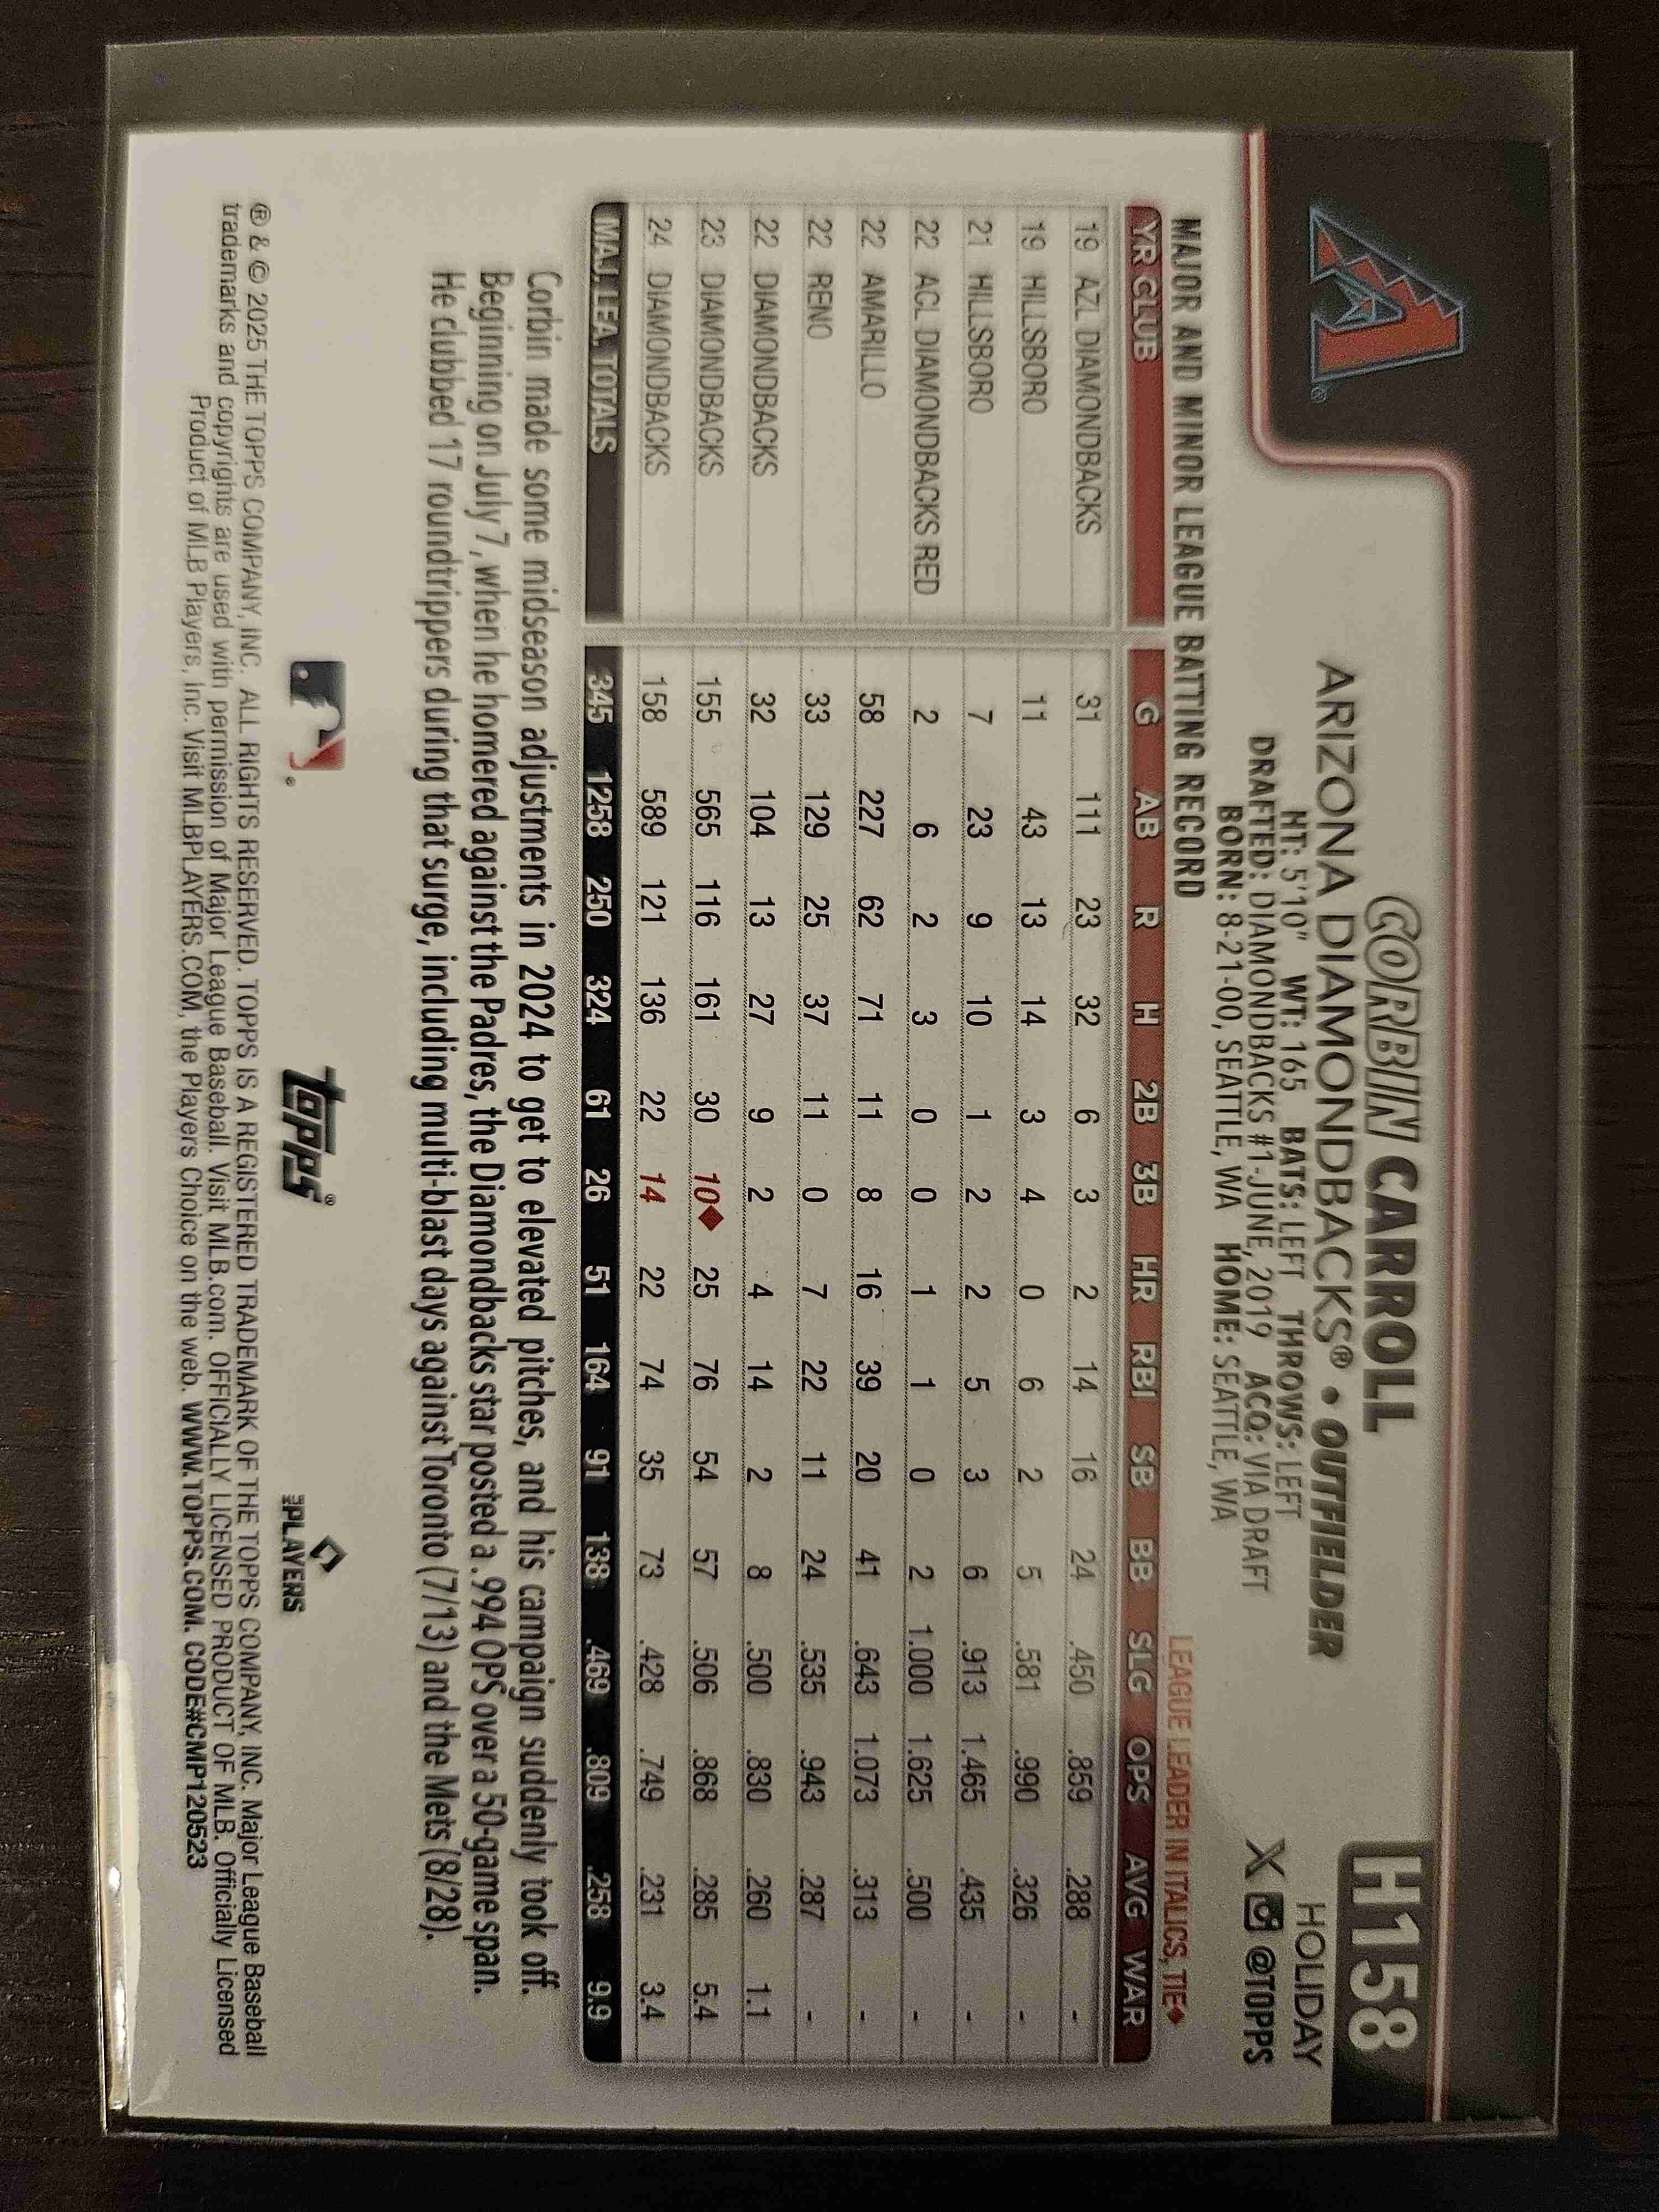 H158
HOLIDAY
X @TOPPS
CORBIN CARROLL
ARIZONA DIAMONDBACKS® • OUTFIELDER
HT: 5'10" WT: 165 BATS: LEFT THROWS: LEFT
DRAFTED: DIAMONDBACKS #1-JUNE, 2019 ACQ: VIA DRAFT
BORN: 8-21-00, SEATTLE, WA HOME: SEATTLE, WA
A®
MAJOR AND MINOR LEAGUE BATTING RECORD LEAGUE LEADER IN ITALICS, TIE◆
YR CLUB G AB R H 2B 3B HR RBI SB BB SLG OPS AVG WAR
19 AZL DIAMONDBACKS 31 111 23 32 6 3 2 14 16 24 .450 .859 .288 -
19 HILLSBORO 11 43 13 14 3 4 0 6 2 5 .581 .990 .326 -
21 HILLSBORO 7 23 9 10 1 2 2 5 3 6 .913 1.465 .435 -
22 ACL DIAMONDBACKS RED 2 6 2 3 0 0 1 1 0 2 1.000 1.625 .500 -
22 AMARILLO 58 227 62 71 11 8 16 39 20 41 .643 1.073 .313 -
22 RENO 33 129 25 37 11 0 7 22 11 24 .535 .943 .287 -
22 DIAMONDBACKS 32 104 13 27 9 2 4 14 2 8 .500 .830 .260 1.1
23 DIAMONDBACKS 155 565 116 161 30 10◆ 25 76 54 57 .506 .868 .285 5.4
24 DIAMONDBACKS 158 589 121 136 22 14 22 74 35 73 .428 .749 .231 3.4
MAJ. LEA. TOTALS 345 1258 250 324 61 26 51 164 91 138 .469 .809 .258 9.9
Corbin made some midseason adjustments in 2024 to get to elevated pitches, and his campaign suddenly took off.
Beginning on July 7, when he homered against the Padres, the Diamondbacks star posted a .994 OPS over a 50-game span.
He clubbed 17 roundtrippers during that surge, including multi-blast days against Toronto (7/13) and the Mets (8/28).
®
topps®
PLAYERS
® & © 2025 THE TOPPS COMPANY, INC. ALL RIGHTS RESERVED. TOPPS IS A REGISTERED TRADEMARK OF THE TOPPS COMPANY, INC. Major League Baseball
trademarks and copyrights are used with permission of Major League Baseball. Visit MLB.com. OFFICIALLY LICENSED PRODUCT OF MLB. Officially Licensed
Product of MLB Players, Inc. Visit MLBPLAYERS.COM, the Players Choice on the web. WWW.TOPPS.COM. CODE#CMP120523